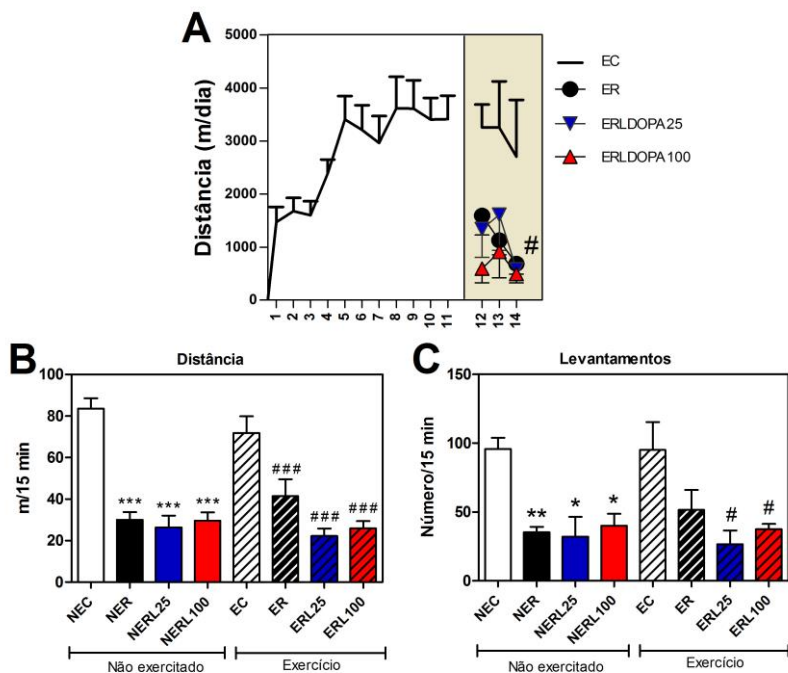 A
Distância (m/dia)
5000
4000
3000
2000
1000
0
1 2 3 4 5 6 7 8 9 10 11 12 13 14
#
EC
ER
ERLDOPA25
ERLDOPA100
B
Distância
m/15 min
100
80
60
40
20
0
*** *** *** ### ### ###
NEC NER NERL25 NERL100 EC ER ERL25 ERL100
Não exercitado Exercício
C
Levantamentos
Número/15 min
150
100
50
0
** * * # #
NEC NER NERL25 NERL100 EC ER ERL25 ERL100
Não exercitado Exercício